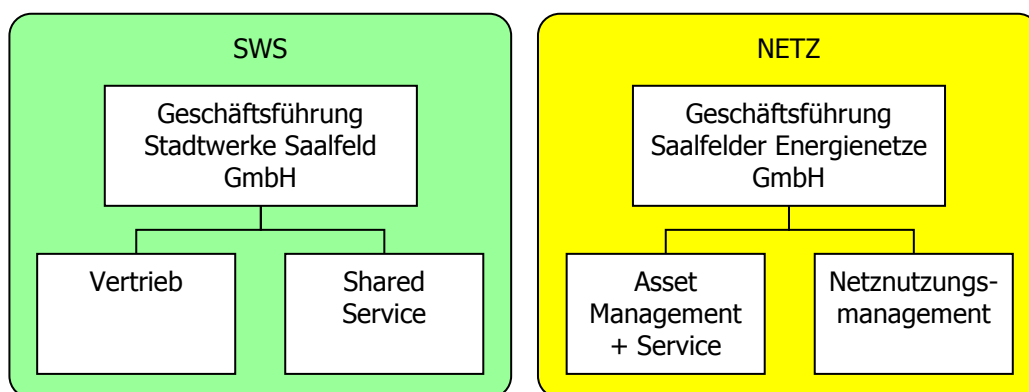 SWS
Geschäftsführung
Stadtwerke Saalfeld
GmbH
Vertrieb
Shared
Service
NETZ
Geschäftsführung
Saalfelder Energienetze
GmbH
Asset
Management
+ Service
Netznutzungs-
management